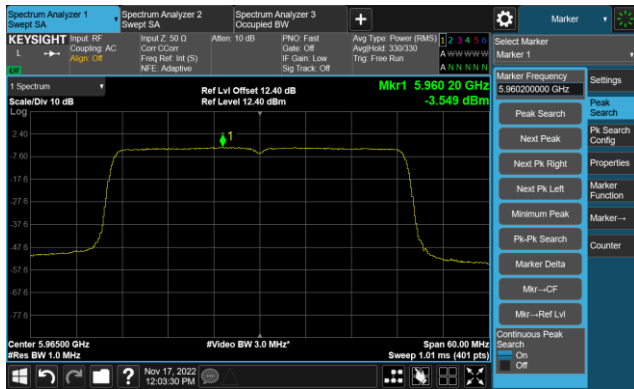 Spectrum Analyzer 1
Swept SA
Spectrum Analyzer 2
Swept SA
Spectrum Analyzer 3
Occupied BW
+
Marker
KEYSIGHT
L
Input: RF
Coupling: AC
Align: Off
Input Z: 50 Ω
Corr CCorr
Freq Ref: Int (S)
NFE: Adaptive
Atten: 10 dB
PNO: Fast
Gate: Off
IF Gain: Low
Sig Track: Off
Avg Type: Power (RMS)
Avg|Hold: 330/330
Trig: Free Run
1 2 3 4 5 6
A W W W W W
A N N N N N
Select Marker
Marker 1
1 Spectrum
Scale/Div 10 dB
Log
Ref Lvl Offset 12.40 dB
Ref Level 12.40 dBm
Mkr1 5.960 20 GHz
-3.549 dBm
1
2.40
-7.60
-17.6
-27.6
-37.6
-47.6
-57.6
-67.6
-77.6
Center 5.96500 GHz
#Res BW 1.0 MHz
#Video BW 3.0 MHz*
Span 60.00 MHz
Sweep 1.01 ms (401 pts)
Marker Frequency
5.960200000 GHz
Peak Search
Next Peak
Next Pk Right
Next Pk Left
Minimum Peak
Pk-Pk Search
Marker Delta
Mkr→CF
Mkr→Ref Lvl
Continuous Peak
Search
On
Off
Settings
Peak
Search
Pk Search
Config
Properties
Marker
Function
Marker→
Counter
?
Nov 17, 2022
12:03:30 PM